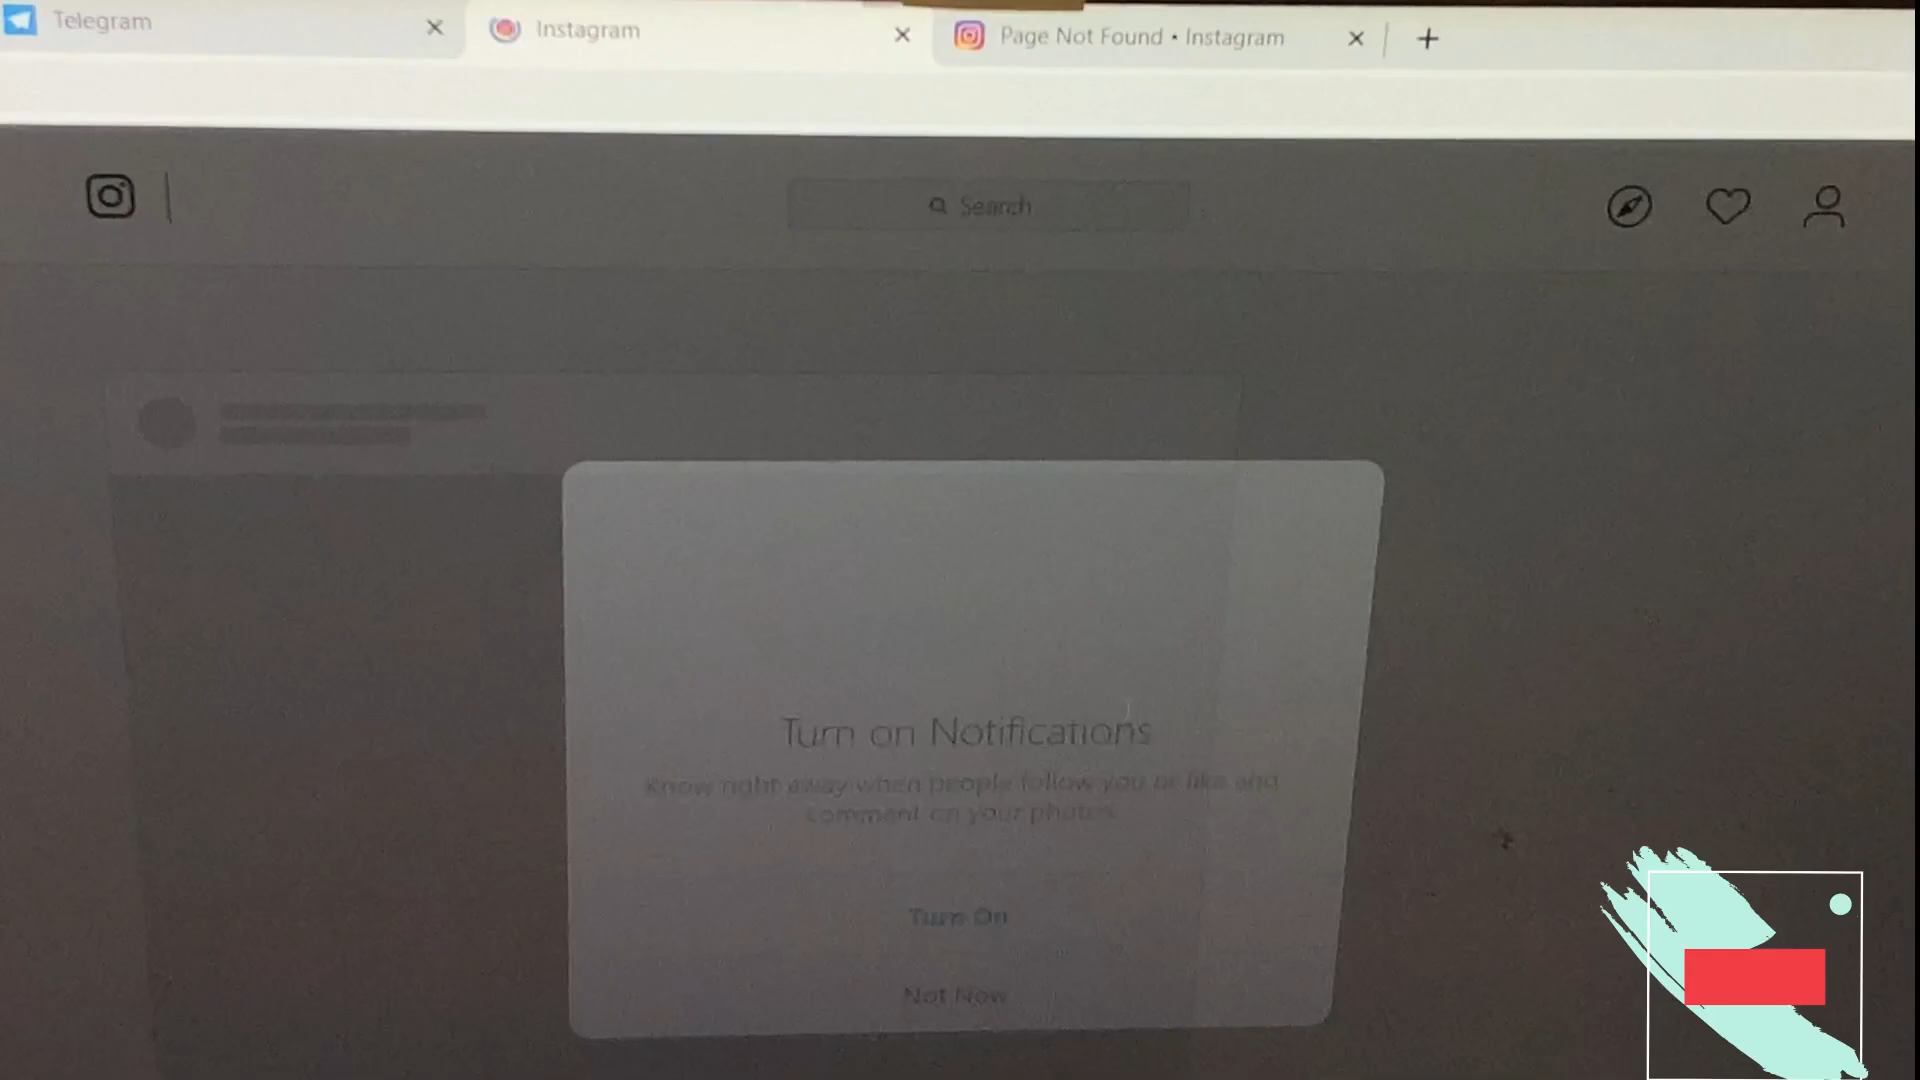 Telegram
Instagram
Page Not Found • Instagram
Search
Turn on Notifications
Know right away when people follow you or like and
comment on your photos.
Turn On
Not Now